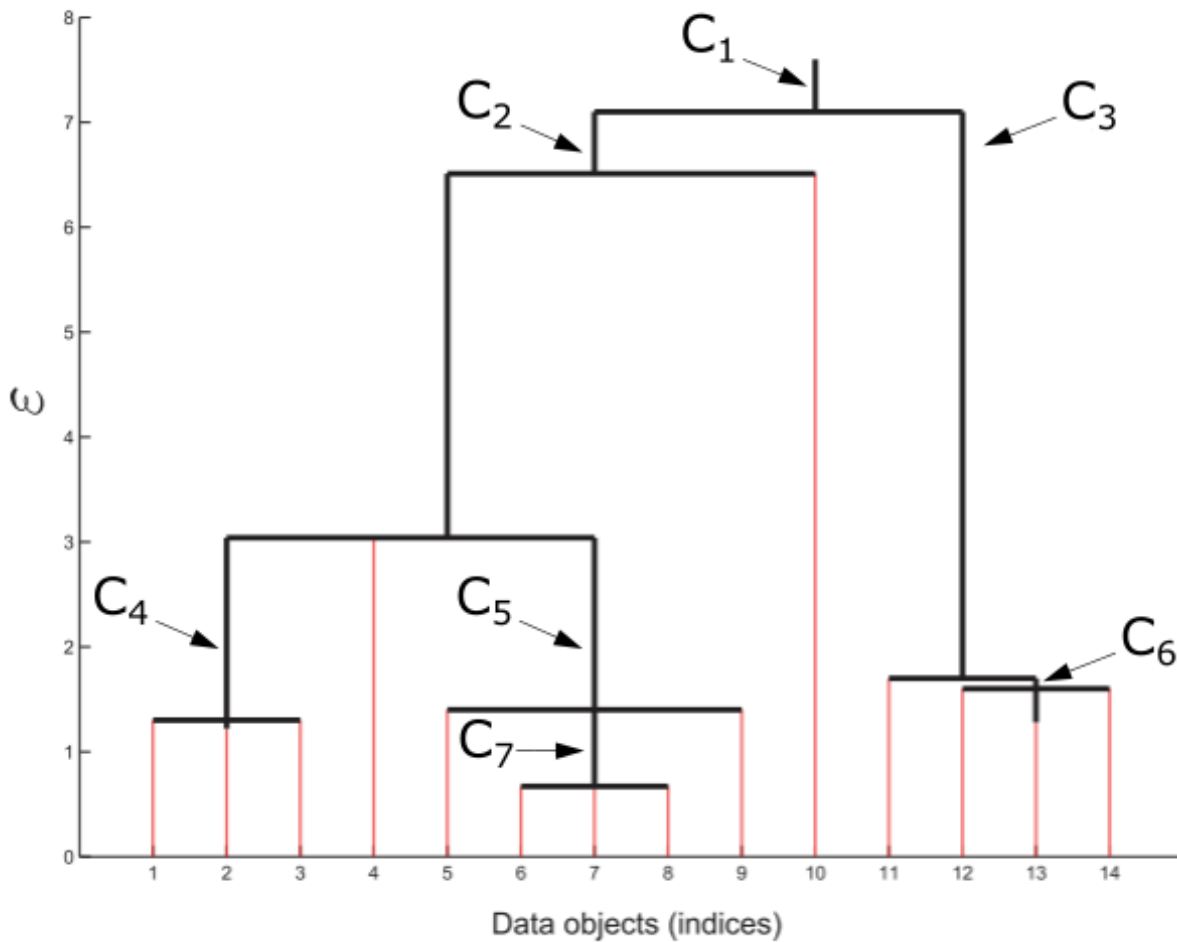 8
C₁
C₂
C₃
7
6
5
ε
4
3
C₄
C₅
2
C₆
C₇
1
0
1 2 3 4 5 6 7 8 9 10 11 12 13 14
Data objects (indices)